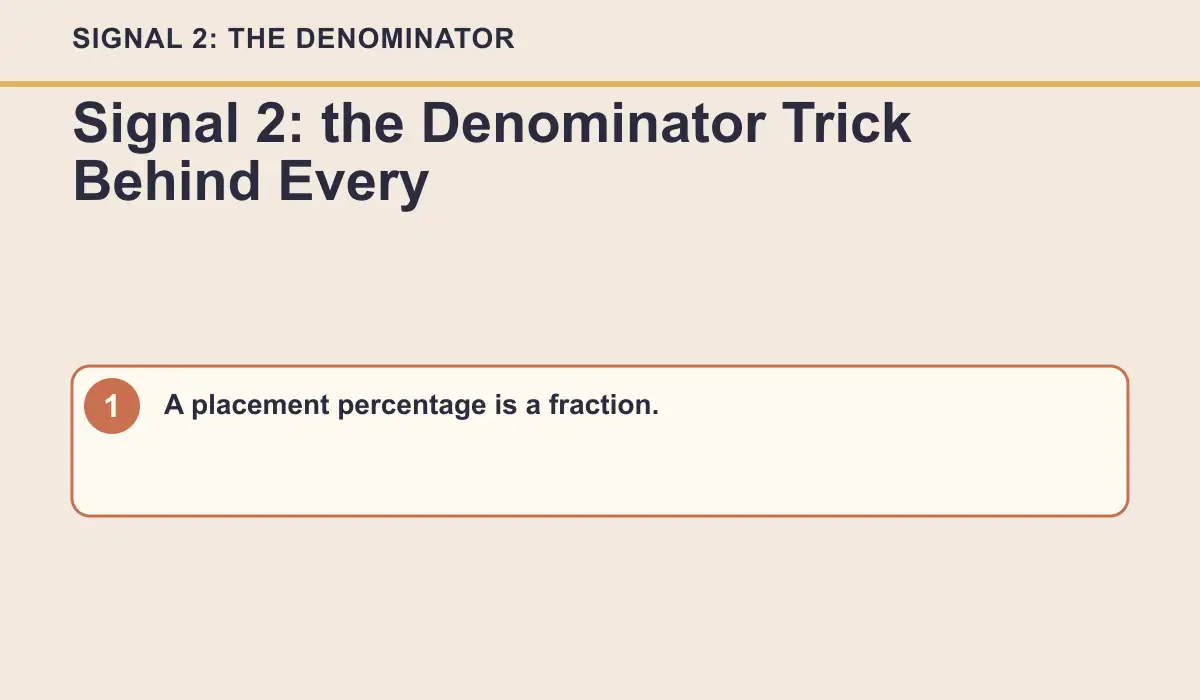 SIGNAL 2: THE DENOMINATOR
Signal 2: the Denominator Trick
Behind Every
1 A placement percentage is a fraction.